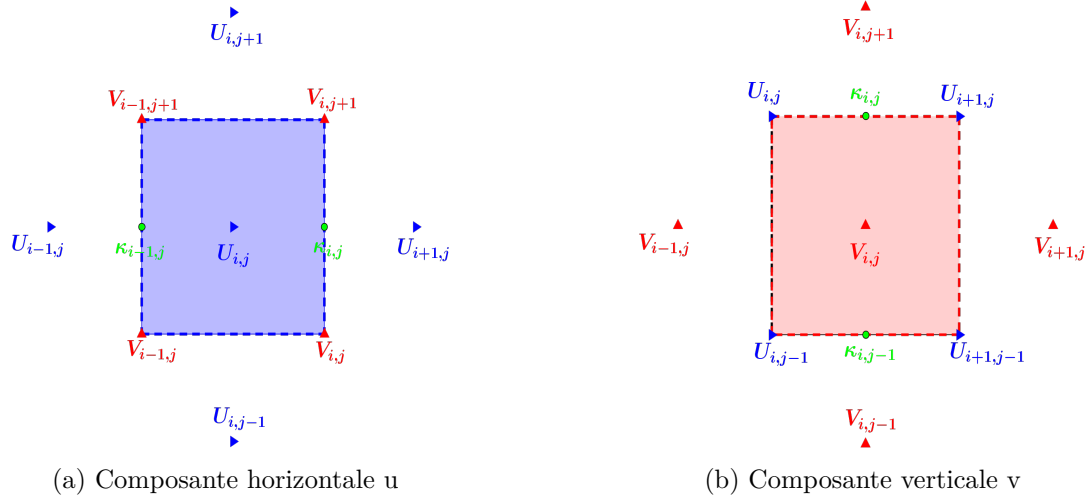 U_{i,j+1}
V_{i−1,j+1} V_{i,j+1}
U_{i−1,j} κ_{i−1,j} U_{i,j} κ_{i,j} U_{i+1,j}
V_{i−1,j} V_{i,j}
U_{i,j−1}
(a) Composante horizontale u
V_{i,j+1}
U_{i,j} κ_{i,j} U_{i+1,j}
V_{i−1,j} V_{i,j} V_{i+1,j}
U_{i,j−1} κ_{i,j−1} U_{i+1,j−1}
V_{i,j−1}
(b) Composante verticale v